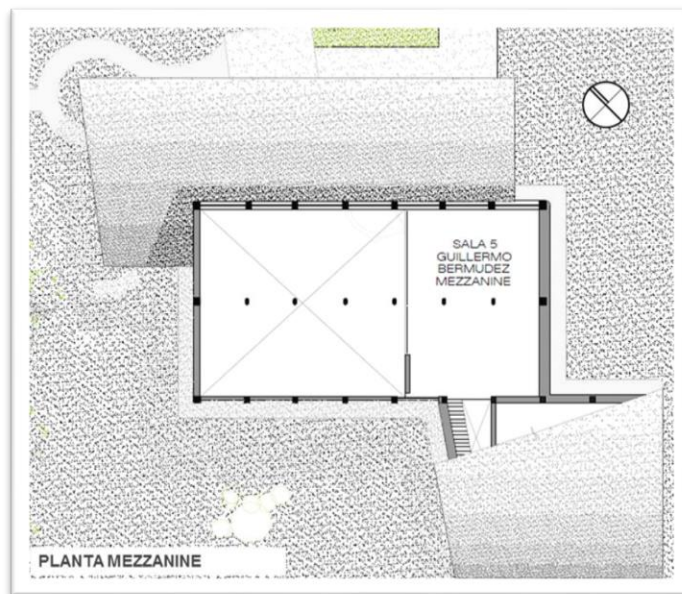 SALA 5
GUILLERMO
BERMUDEZ
MEZZANINE
PLANTA MEZZANINE